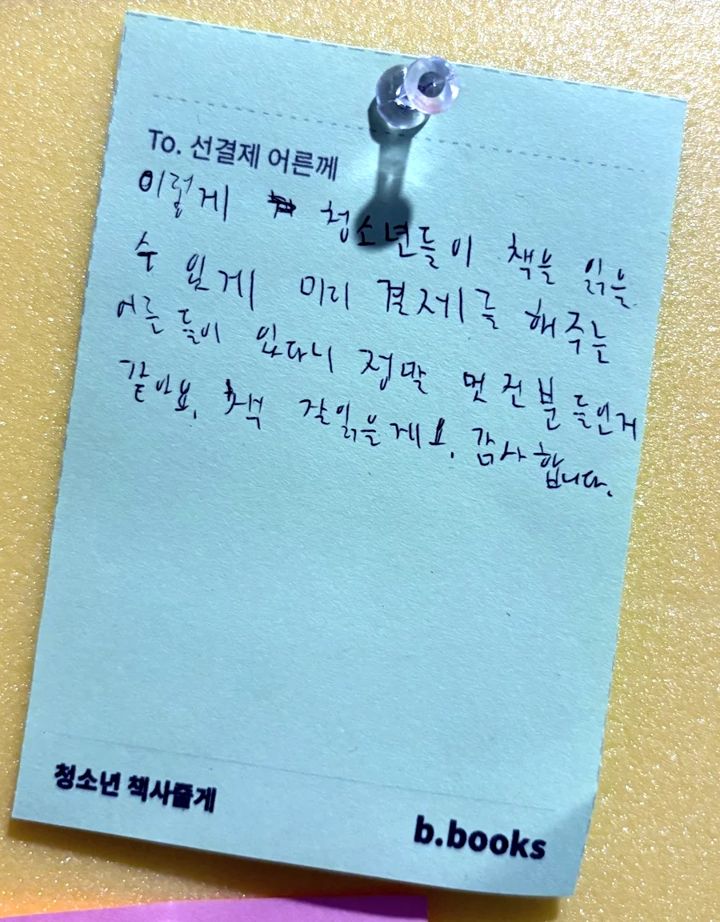 To. 선결제 어른께
이렇게 청소년들이 책을 읽을
수 있게 미리 결제를 해주는
어른들이 있다니 정말 멋진분들인거
같아요. 책 잘읽을게요. 감사합니다.
청소년 책사줄게
b.books